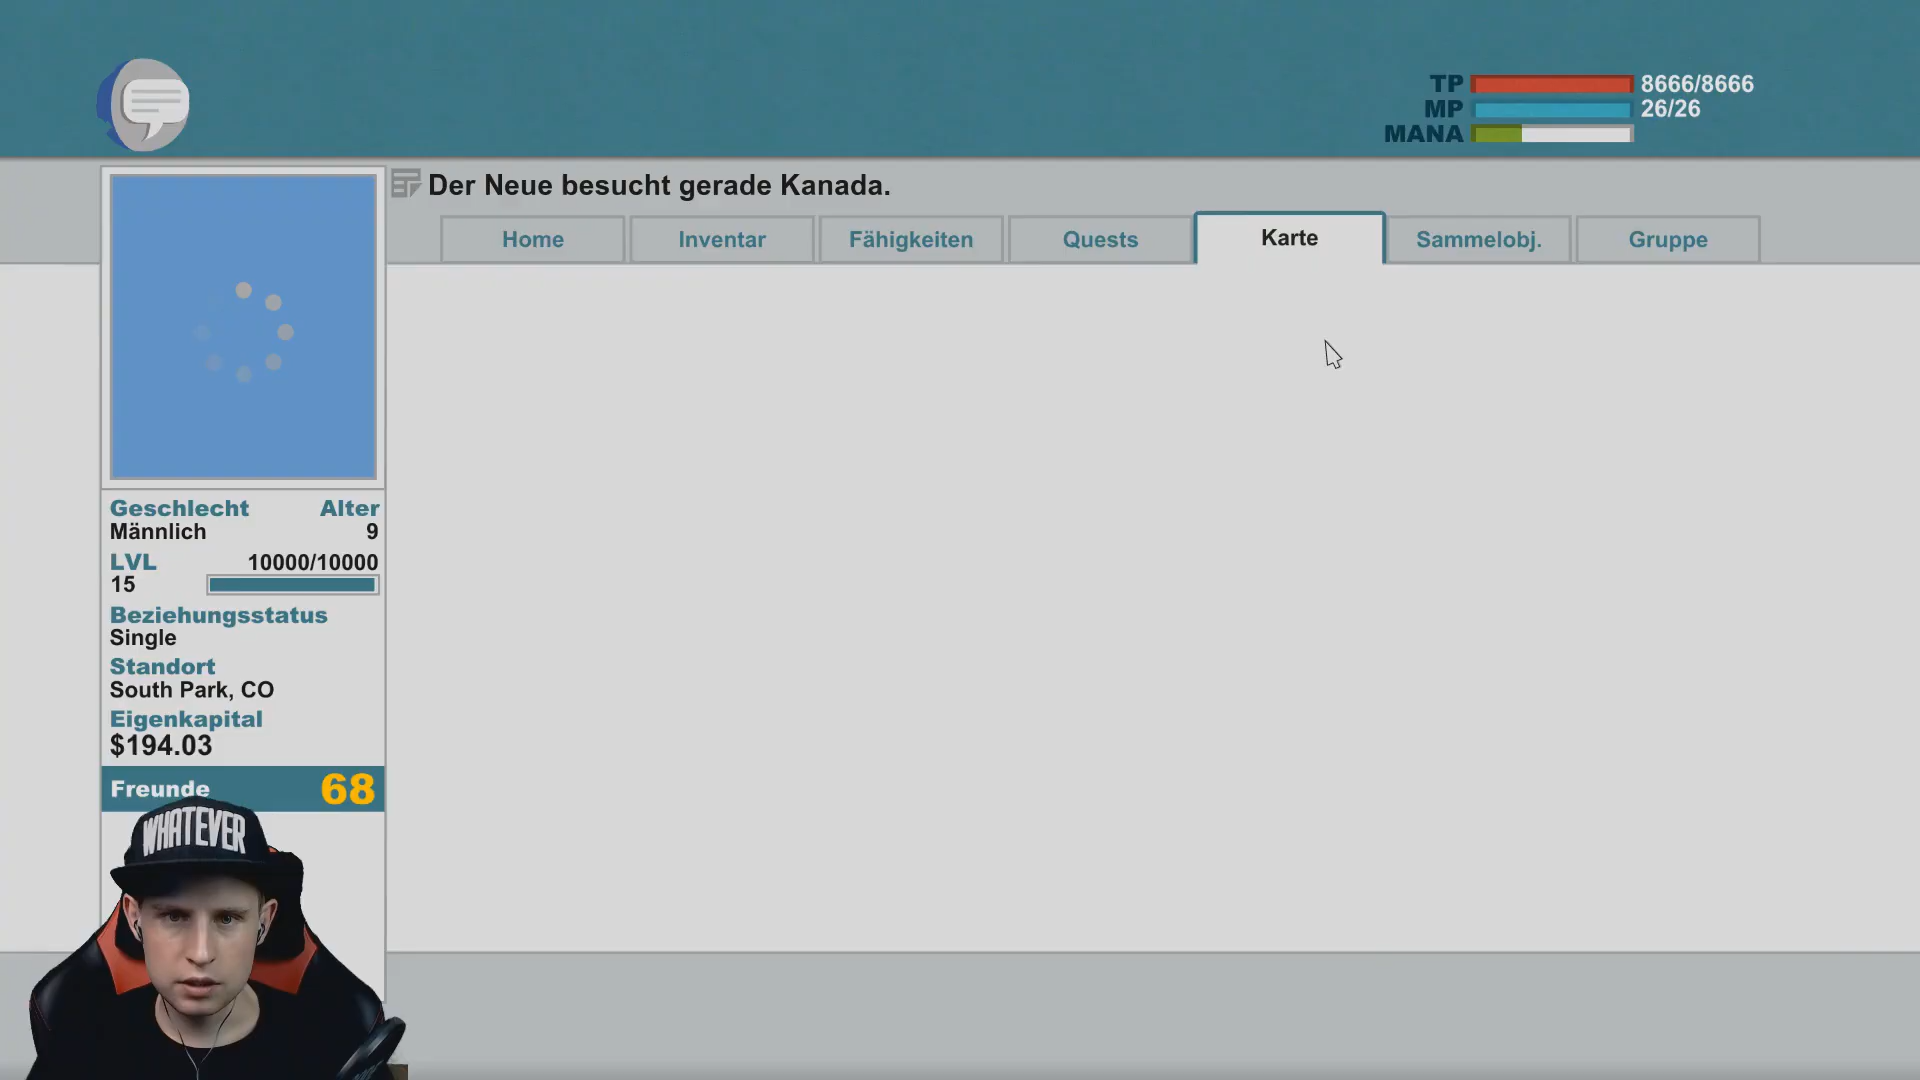 TP 8666/8666
MP 26/26
MANA
Der Neue besucht gerade Kanada.
Home Inventar Fähigkeiten Quests Karte Sammelobj. Gruppe
Geschlecht Alter
Männlich 9
LVL 10000/10000
15
Beziehungsstatus
Single
Standort
South Park, CO
Eigenkapital
$194.03
Freunde 68
WHATEVER